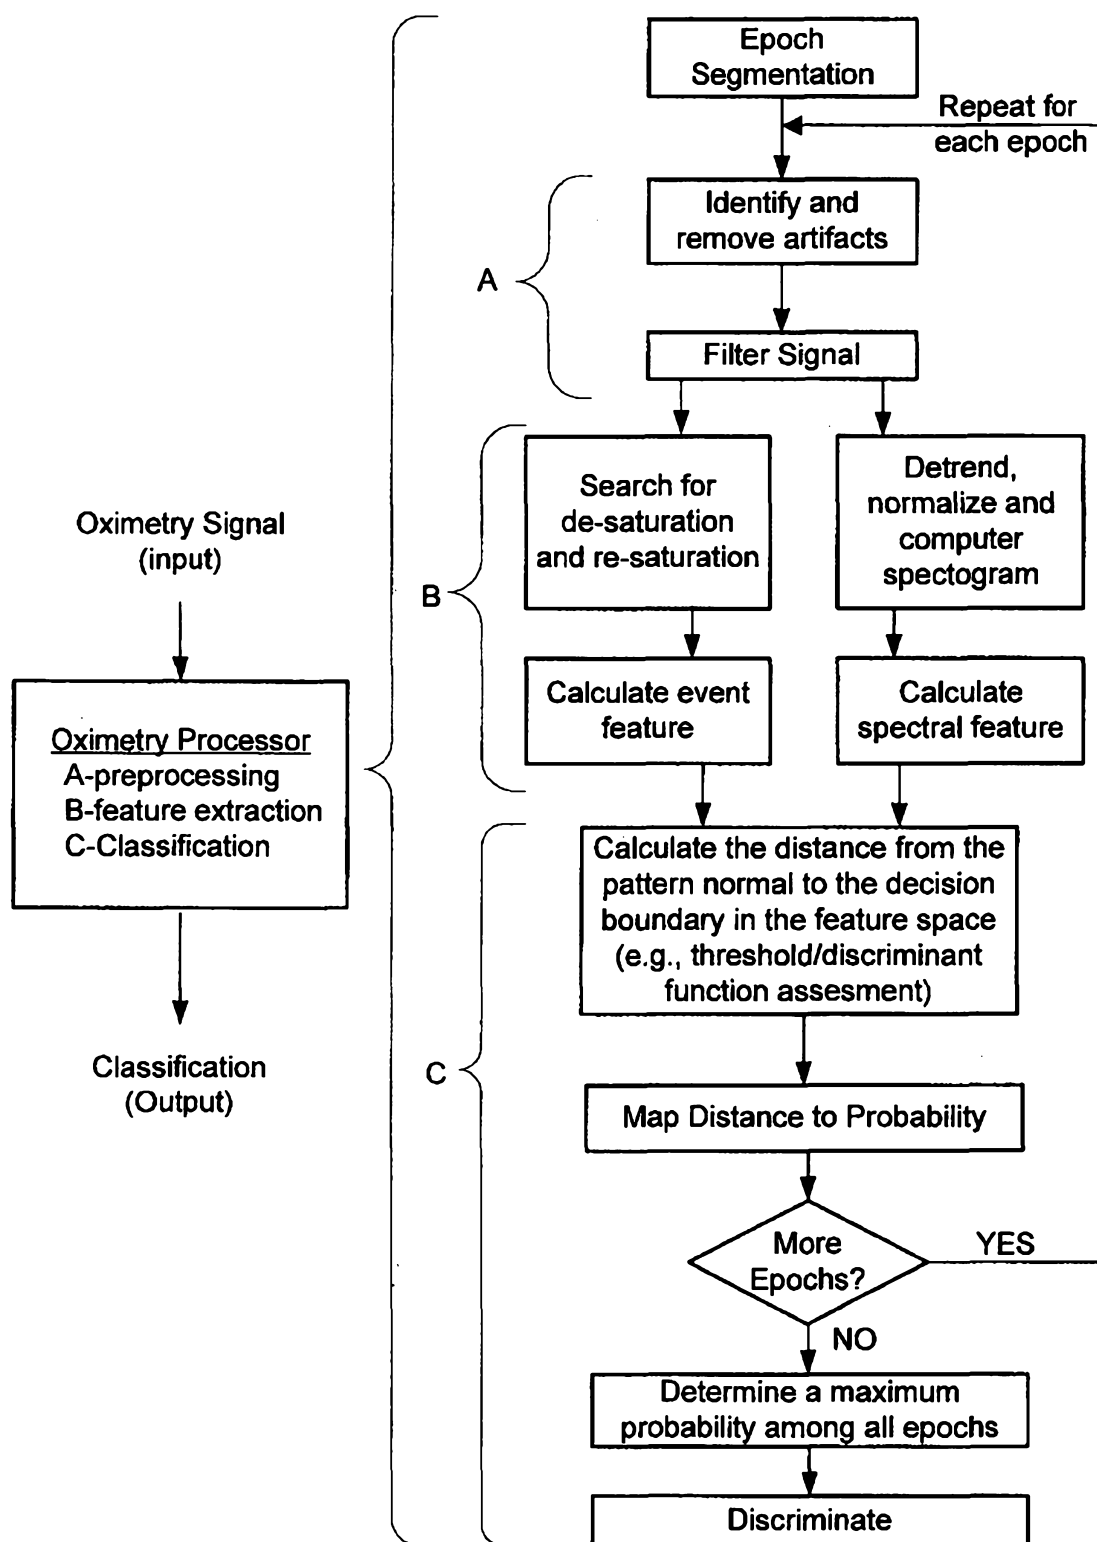 Oximetry Signal
(input)
Oximetry Processor
A-preprocessing
B-feature extraction
C-Classification
Classification
(Output)
Epoch
Segmentation
Repeat for
each epoch
A
Identify and
remove artifacts
Filter Signal
B
Search for
de-saturation
and re-saturation
Detrend,
normalize and
computer
spectogram
Calculate event
feature
Calculate
spectral feature
C
Calculate the distance from the
pattern normal to the decision
boundary in the feature space
(e.g., threshold/discriminant
function assesment)
Map Distance to Probability
More
Epochs?
YES
NO
Determine a maximum
probability among all epochs
Discriminate